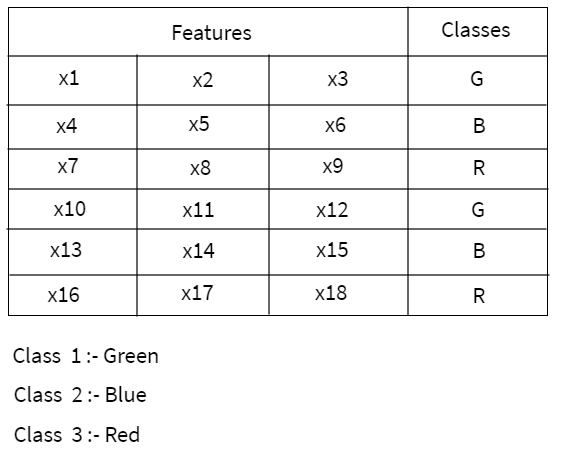 Features Classes
x1 x2 x3 G
x4 x5 x6 B
x7 x8 x9 R
x10 x11 x12 G
x13 x14 x15 B
x16 x17 x18 R
Class 1 :- Green
Class 2 :- Blue
Class 3 :- Red